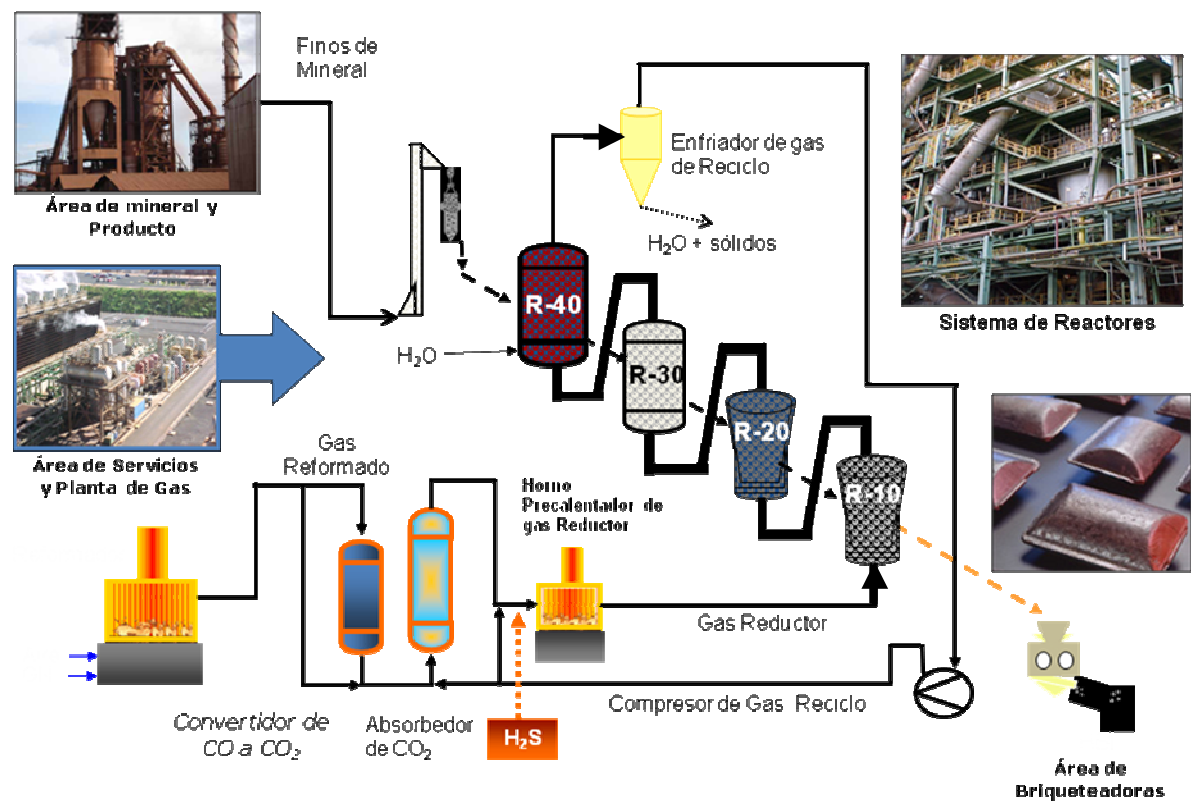 Finos de
Mineral
Área de mineral y
Producto
Enfriador de gas
de Reciclo
H₂O + sólidos
Sistema de Reactores
R-40
H₂O
R-30
R-20
R-10
Área de Servicios
y Planta de Gas
Gas
Reformado
Horno
Precalentador de
gas Reductor
Gas Reductor
Compresor de Gas Reciclo
Convertidor de
CO a CO₂
Absorbedor
de CO₂
H₂S
Área de
Briqueteadoras